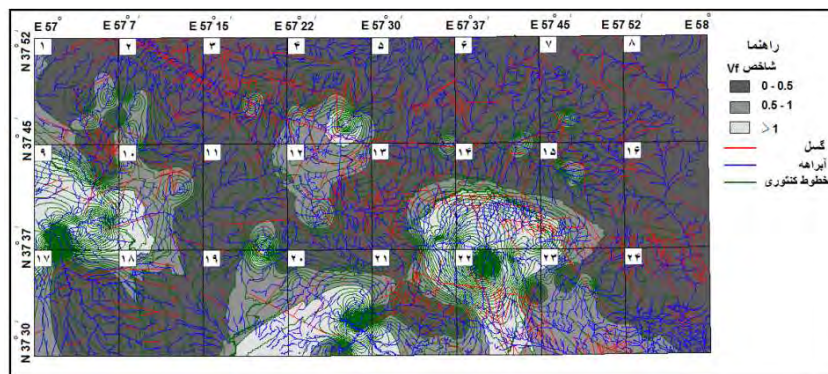 E 57° E 57° 7' E 57° 15 E 57° 22 E 57° 30 E 57° 37 E 57° 45 E 57° 52 E 58°
N 37° 52'
N 37° 45
N 37° 37
N 37° 30
۱ ۲ ۳ ۴ ۵ ۶ ۷ ۸
۹ ۱۰ ۱۱ ۱۲ ۱۳ ۱۴ ۱۵ ۱۶
۱۷ ۱۸ ۱۹ ۲۰ ۲۱ ۲۲ ۲۳ ۲۴
راهنما
شاخص Vf
0 - 0.5
0.5 - 1
> 1
گسل
آبراهه
خطوط کنتوری